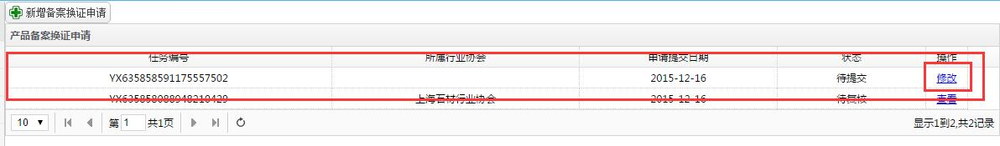 新增备案换证申请
产品备案换证申请
任务编号 所属行业协会 申请提交日期 状态 操作
YX635858591175557502 2015-12-16 待提交 修改
YX635858088948210429 上海石材行业协会 2015-12-16 待复核 查看
10 第 1 共1页 显示1到2,共2记录